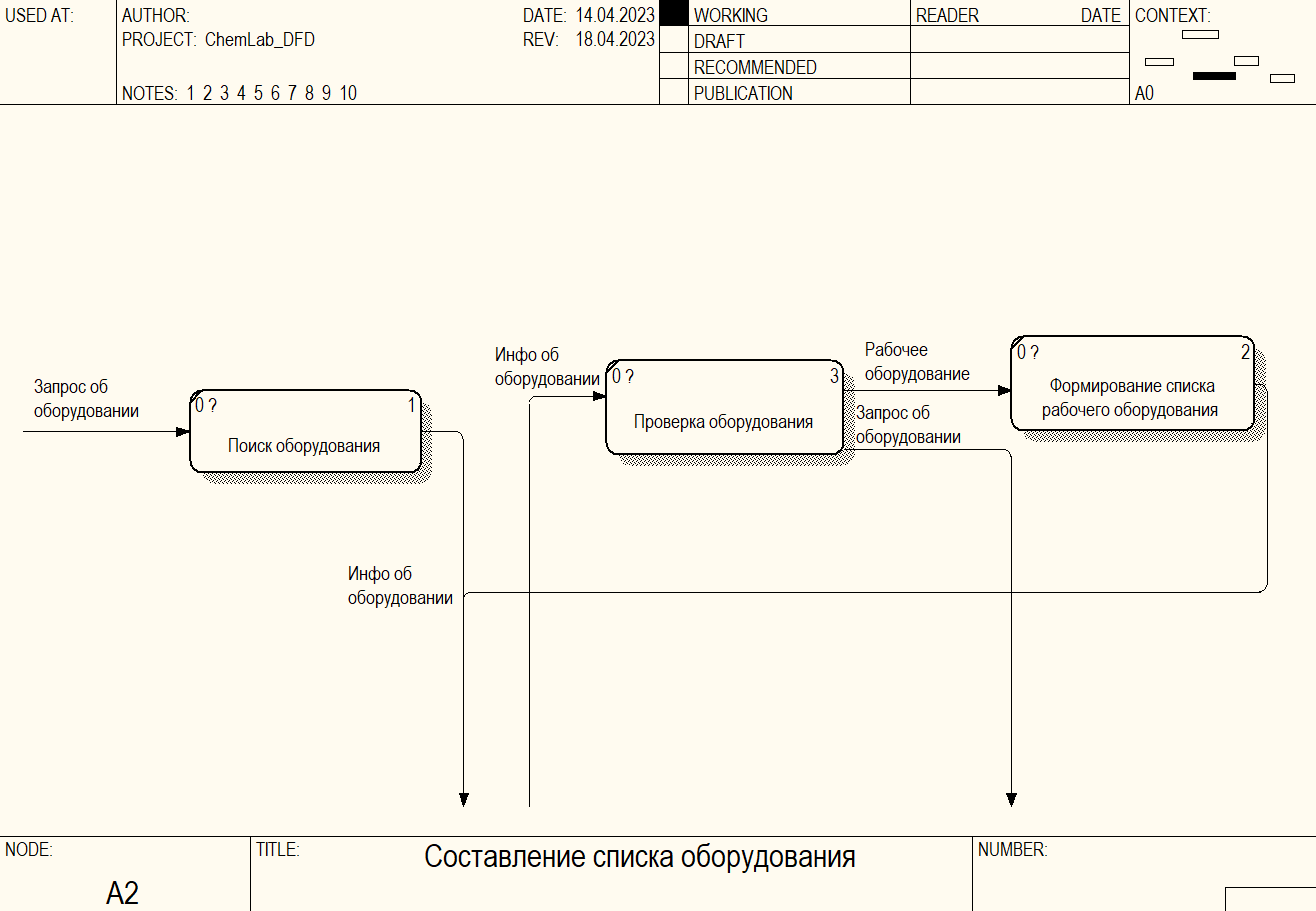 USED AT:
AUTHOR:
DATE: 14.04.2023
PROJECT: ChemLab_DFD
REV: 18.04.2023
NOTES: 1 2 3 4 5 6 7 8 9 10
WORKING
DRAFT
RECOMMENDED
PUBLICATION
READER DATE
CONTEXT:
A0
Запрос об
оборудовании
0 ? 1
Поиск оборудования
Инфо об
оборудовании
Инфо об
оборудовании
0 ? 3
Проверка оборудования
Рабочее
оборудование
Запрос об
оборудовании
0 ? 2
Формирование списка
рабочего оборудования
NODE:
A2
TITLE:
Составление списка оборудования
NUMBER: